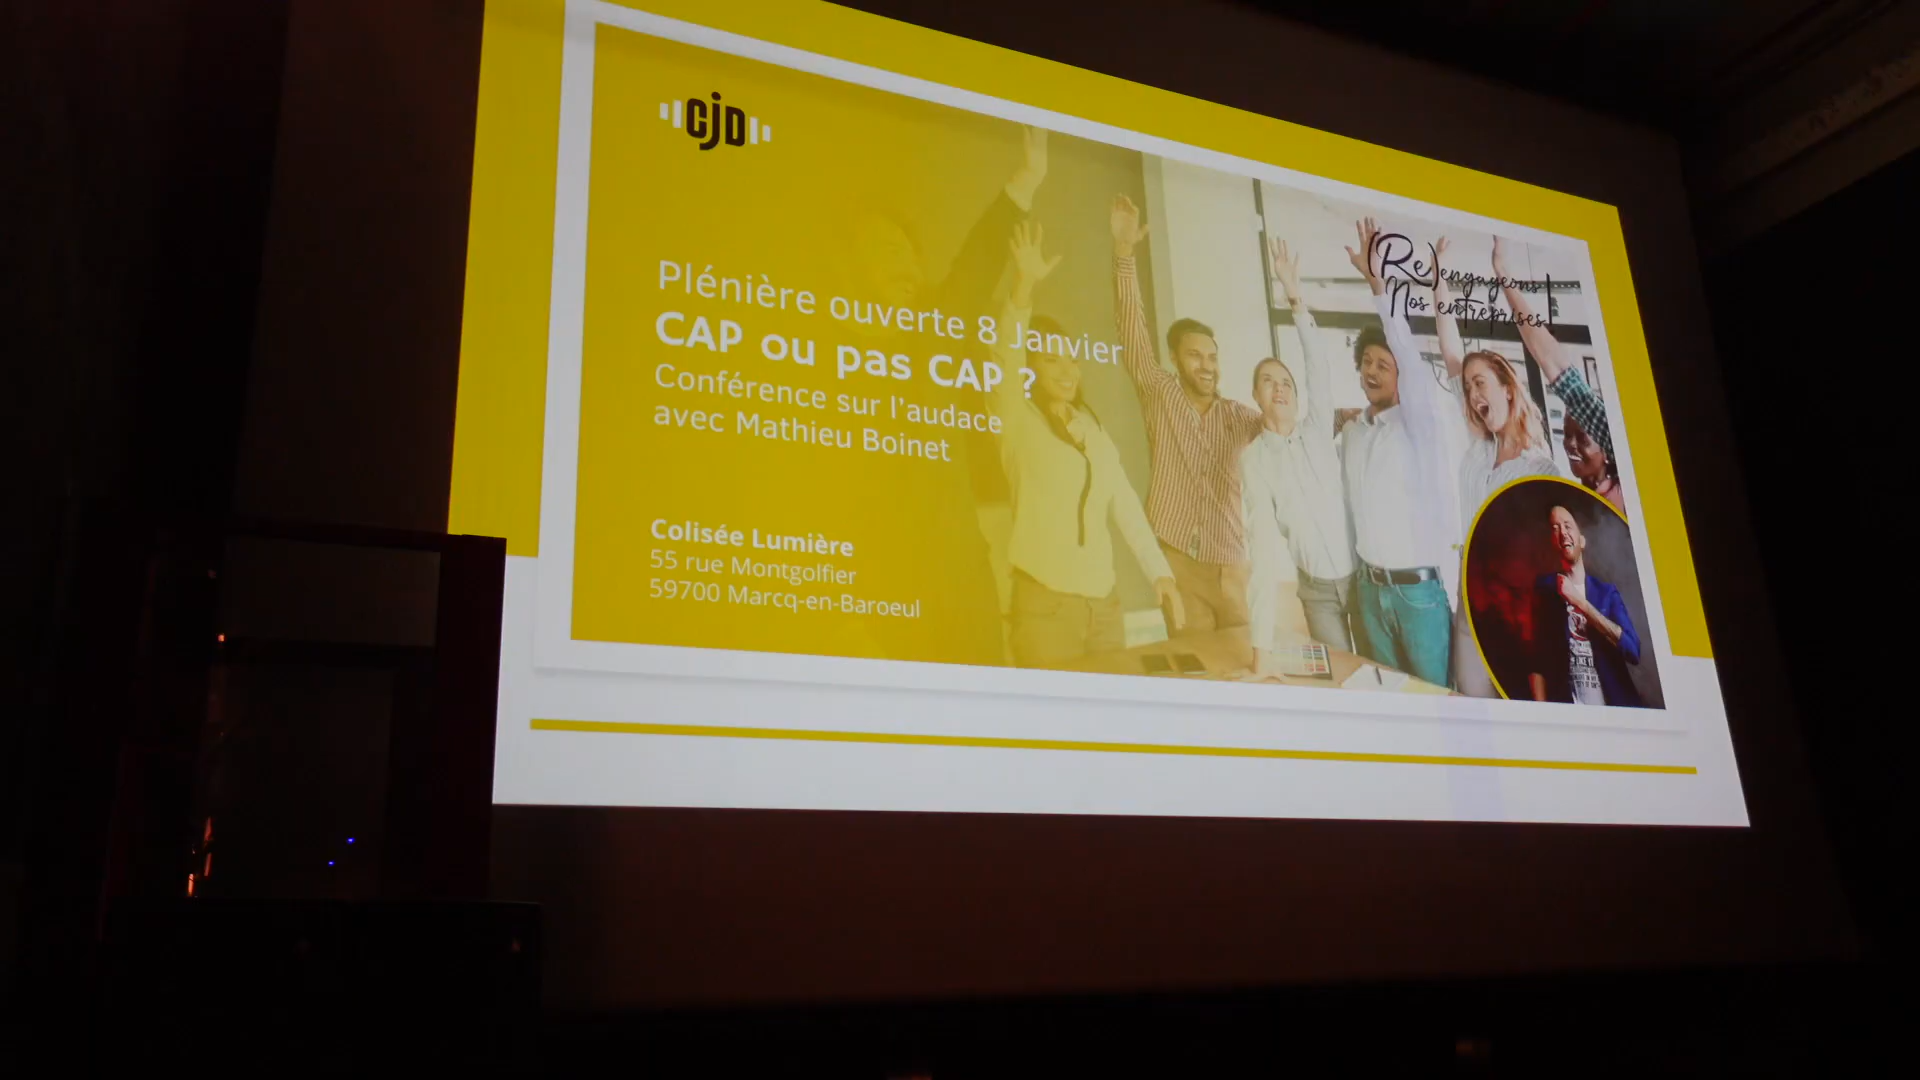 CJD
(Re)engageons
Nos entreprises!
Plénière ouverte 8 Janvier
CAP ou pas CAP ?
Conférence sur l'audace
avec Mathieu Boinet
Colisée Lumière
55 rue Montgolfier
59700 Marcq-en-Baroeul